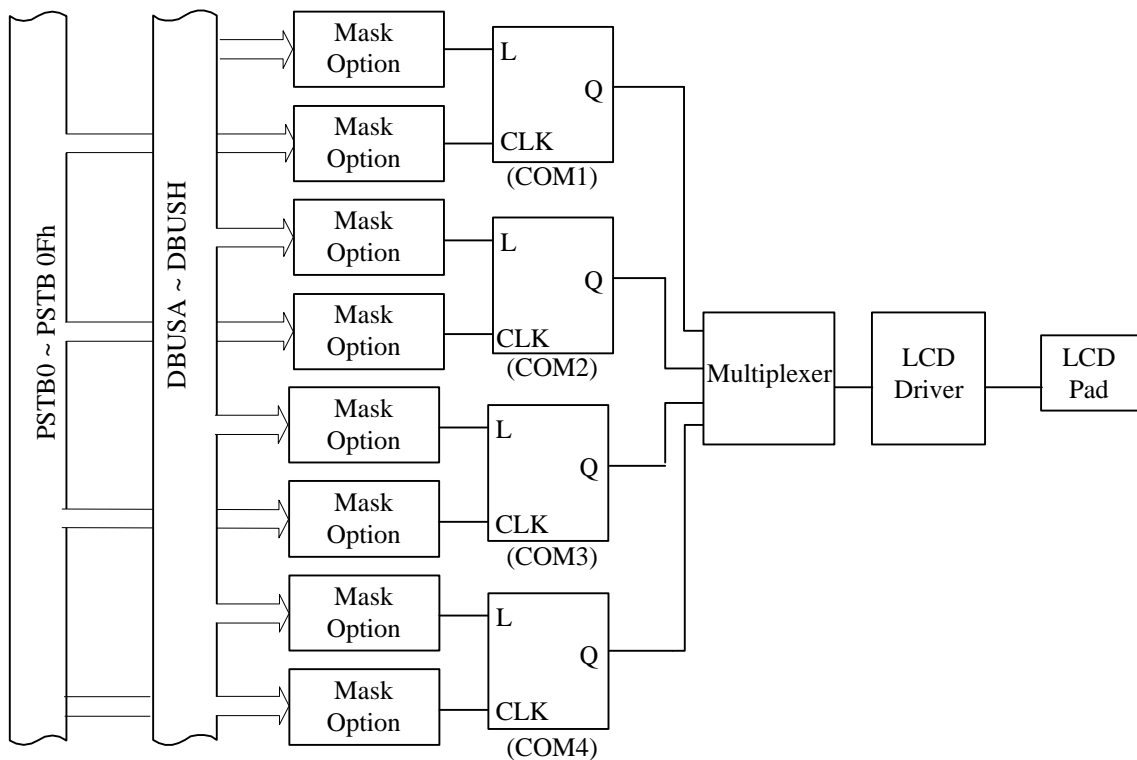 PSTB0 ~ PSTB 0Fh
DBUSA ~ DBUSH
Mask
Option
L
Q
Mask
Option
CLK
(COM1)
Mask
Option
L
Q
Mask
Option
CLK
(COM2)
Mask
Option
L
Q
Mask
Option
CLK
(COM3)
Mask
Option
L
Q
Mask
Option
CLK
(COM4)
Multiplexer
LCD
Driver
LCD
Pad